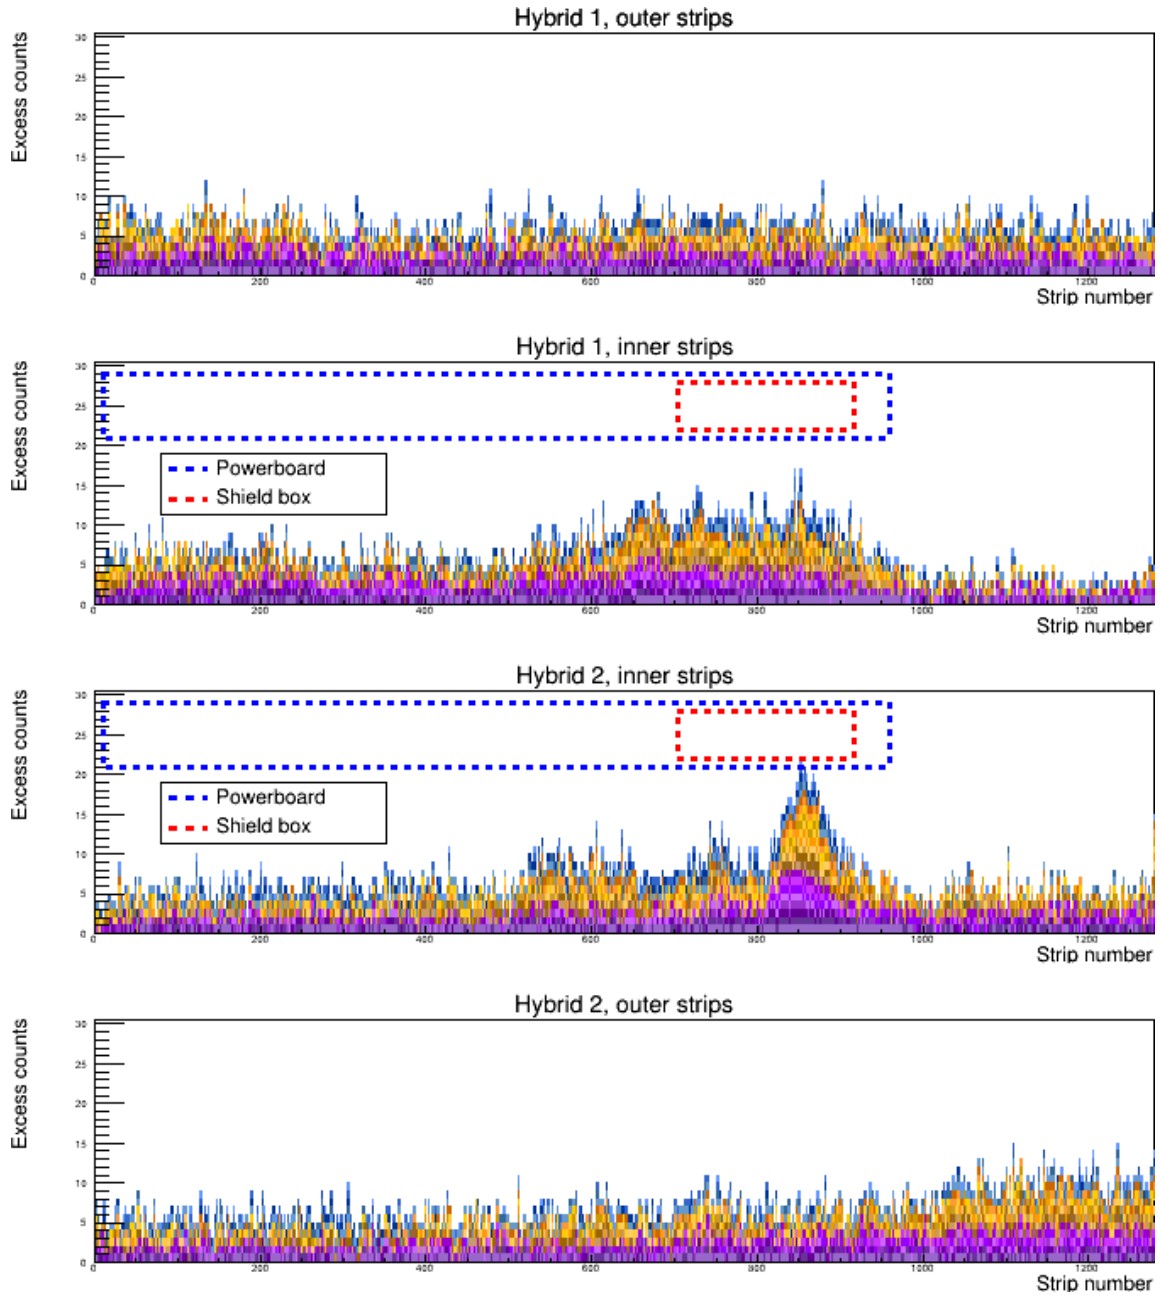 Hybrid 1, outer strips
Excess counts
30
25
20
15
10
5
0
0 200 400 600 800 1000 1200
Strip number
Hybrid 1, inner strips
Excess counts
30
25
20
15
10
5
0
Powerboard
Shield box
0 200 400 600 800 1000 1200
Strip number
Hybrid 2, inner strips
Excess counts
30
25
20
15
10
5
0
Powerboard
Shield box
0 200 400 600 800 1000 1200
Strip number
Hybrid 2, outer strips
Excess counts
30
25
20
15
10
5
0
0 200 400 600 800 1000 1200
Strip number